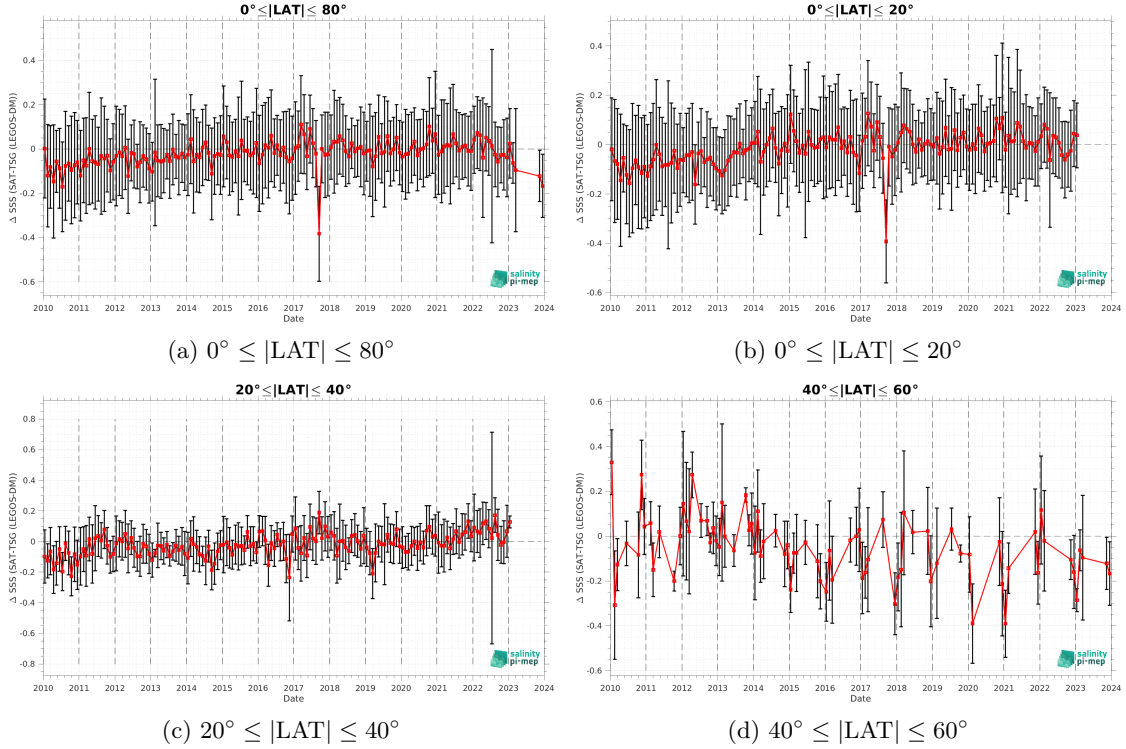 0°≤|LAT|≤ 80°
Δ SSS (SAT-TSG (LEGOS-DM))
0.4
0.2
0
-0.2
-0.4
-0.6
salinity
pi-mep
2010 2011 2012 2013 2014 2015 2016 2017 2018 2019 2020 2021 2022 2023 2024
Date
(a) 0° ≤ |LAT| ≤ 80°
0°≤|LAT|≤ 20°
Δ SSS (SAT-TSG (LEGOS-DM))
0.4
0.2
0
-0.2
-0.4
-0.6
salinity
pi-mep
2010 2011 2012 2013 2014 2015 2016 2017 2018 2019 2020 2021 2022 2023 2024
Date
(b) 0° ≤ |LAT| ≤ 20°
20°≤|LAT|≤ 40°
Δ SSS (SAT-TSG (LEGOS-DM))
0.8
0.6
0.4
0.2
0
-0.2
-0.4
-0.6
-0.8
salinity
pi-mep
2010 2011 2012 2013 2014 2015 2016 2017 2018 2019 2020 2021 2022 2023 2024
Date
(c) 20° ≤ |LAT| ≤ 40°
40°≤|LAT|≤ 60°
Δ SSS (SAT-TSG (LEGOS-DM))
0.6
0.4
0.2
0
-0.2
-0.4
-0.6
salinity
pi-mep
2010 2011 2012 2013 2014 2015 2016 2017 2018 2019 2020 2021 2022 2023 2024
Date
(d) 40° ≤ |LAT| ≤ 60°